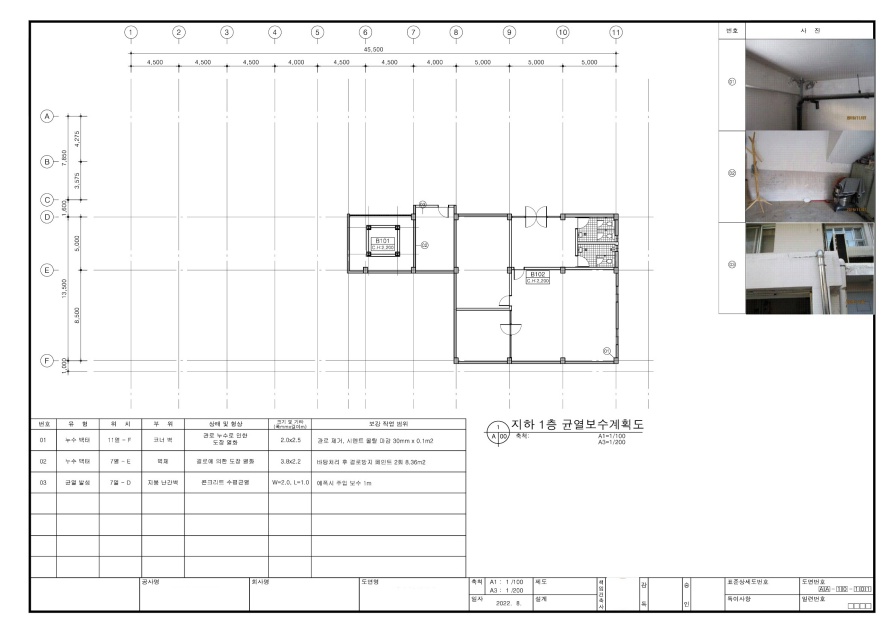 1 2 3 4 5 6 7 8 9 10 11
45,500
4,500 4,500 4,500 4,000 4,500 4,500 4,000 5,000 5,000 5,000
A
B
C
D
E
F
4,275
7,850
3,575
1,600
5,000
13,500
8,500
1,000
B101
C.H:2,200
B102
C.H:2,200
03
02
01
번호 사 진
01
02
03
지하 1층 균열보수계획도
1
A 00
축척: A1=1/100
A3=1/200
번호 유 형 위 치 부 위 상태 및 형상 크기 및 기타 보강 작업 범위
01 누수 백태 11열 - F 코너 벽 관로 누수로 인한 도장 열화 2.0x2.5 관로 제거, 시멘트 몰탈 마감 30mm x 0.1m2
02 누수 백태 7열 - E 벽체 결로에 의한 도장 열화 3.8x2.2 바탕처리 후 결로방지 페인트 2회 8.36m2
03 균열 발생 7열 - D 지붕 난간벽 콘크리트 수평균열 W=2.0, L=1.0 에폭시 주입 보수 1m
공사명 회사명 도면명 축척 A1 : 1 /100 제도 책임건축사 감독 승인 표준상세도번호 도면번호
A3 : 1 /200
일자 2022. 8. 설계 특이사항 일련번호